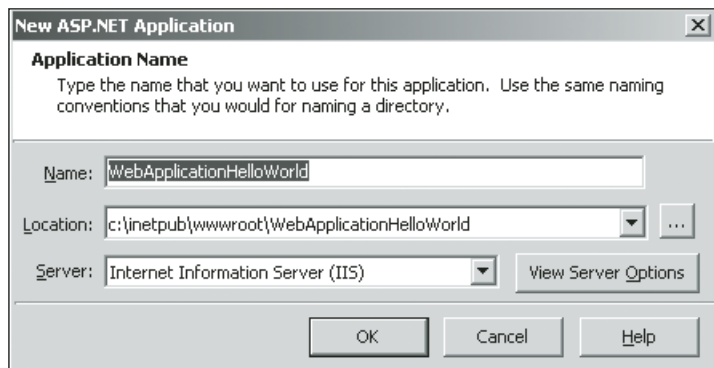 New ASP.NET Application
Application Name
Type the name that you want to use for this application. Use the same naming
conventions that you would for naming a directory.
Name: WebApplicationHelloWorld
Location: c:\inetpub\wwwroot\WebApplicationHelloWorld ...
Server: Internet Information Server (IIS) View Server Options
OK Cancel Help